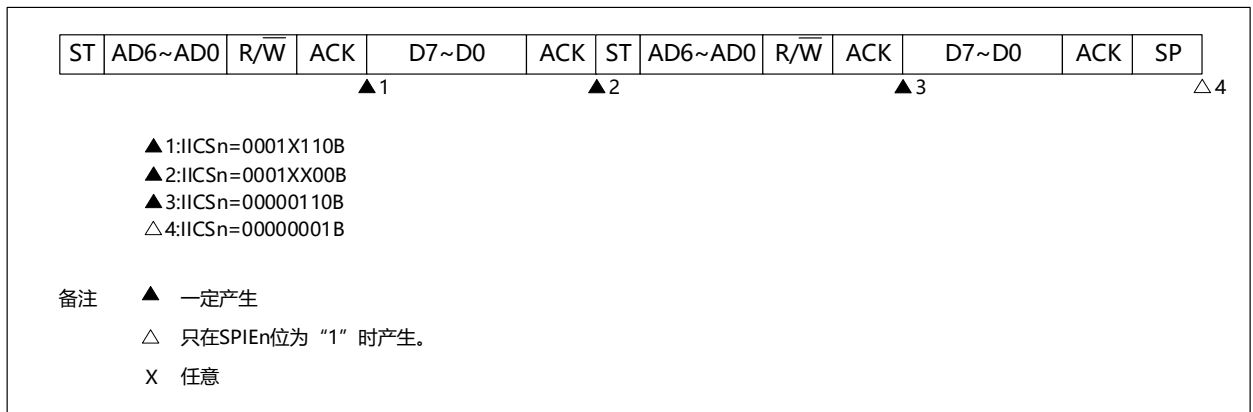 ST AD6~AD0 R/W̅ ACK D7~D0 ACK ST AD6~AD0 R/W̅ ACK D7~D0 ACK SP
▲1 ▲2 ▲3 △4
▲1:IICSn=0001X110B
▲2:IICSn=0001XX00B
▲3:IICSn=00000110B
△4:IICSn=00000001B
备注 ▲ 一定产生
△ 只在SPIEn位为“1”时产生。
X 任意